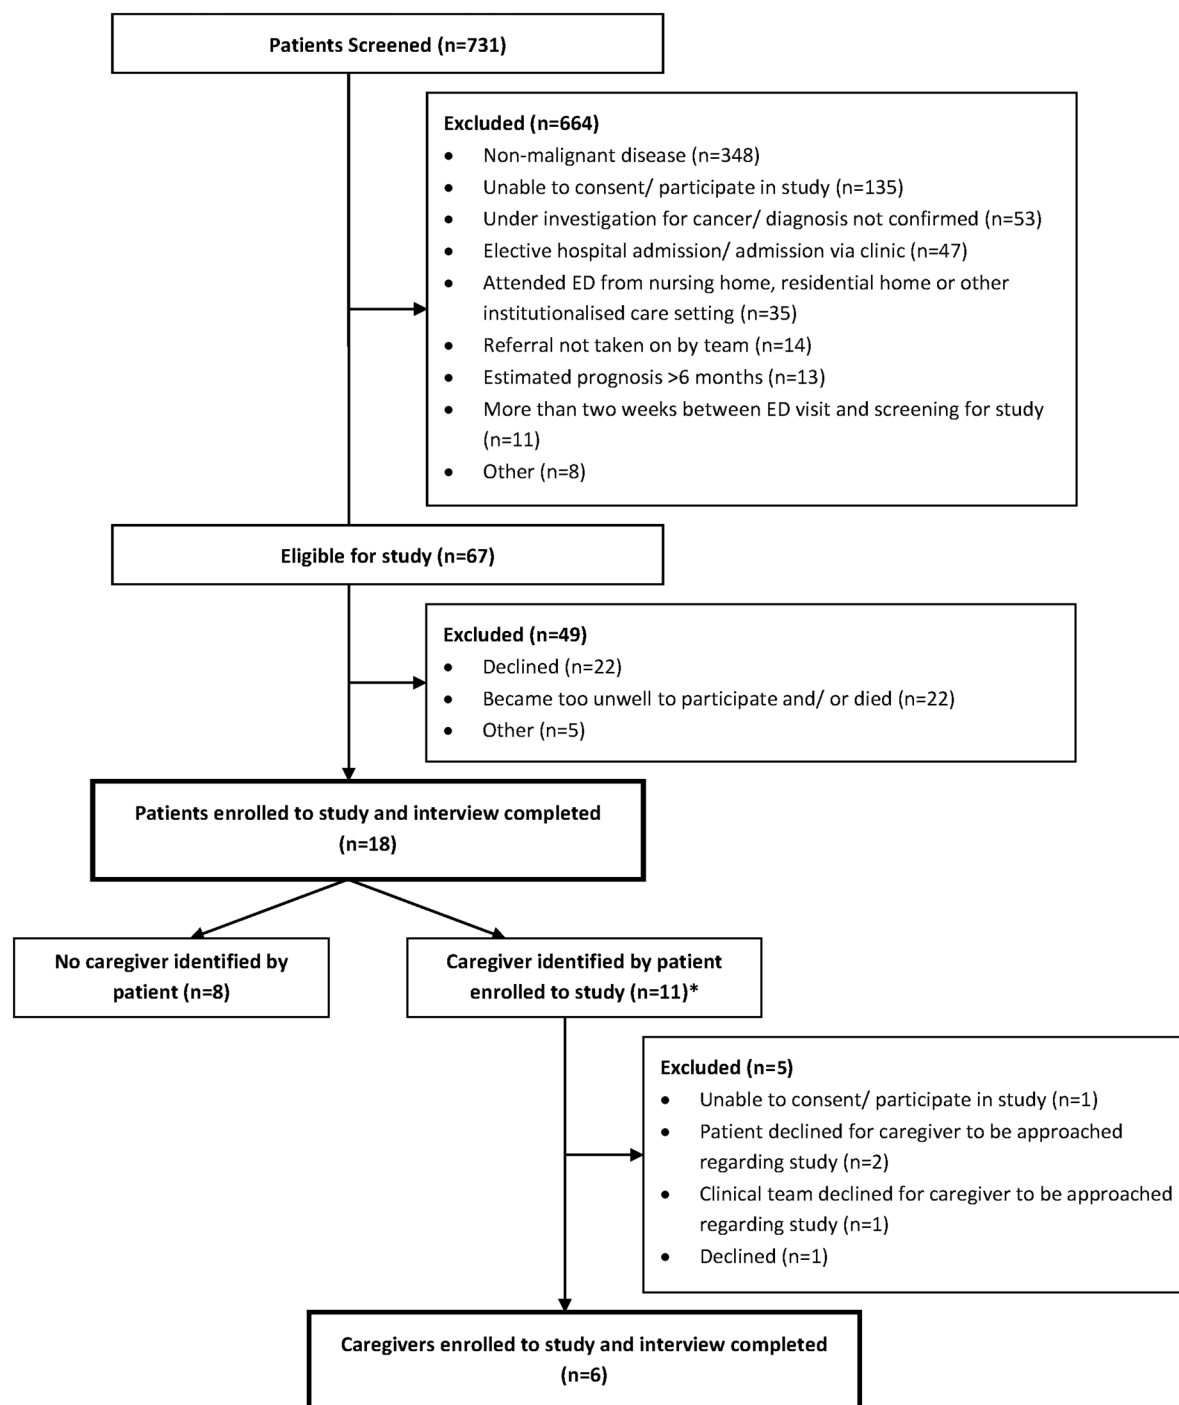 Patients Screened (n=731)
Excluded (n=664)
• Non-malignant disease (n=348)
• Unable to consent/ participate in study (n=135)
• Under investigation for cancer/ diagnosis not confirmed (n=53)
• Elective hospital admission/ admission via clinic (n=47)
• Attended ED from nursing home, residential home or other
institutionalised care setting (n=35)
• Referral not taken on by team (n=14)
• Estimated prognosis >6 months (n=13)
• More than two weeks between ED visit and screening for study
(n=11)
• Other (n=8)
Eligible for study (n=67)
Excluded (n=49)
• Declined (n=22)
• Became too unwell to participate and/ or died (n=22)
• Other (n=5)
Patients enrolled to study and interview completed
(n=18)
No caregiver identified by
patient (n=8)
Caregiver identified by patient
enrolled to study (n=11)*
Excluded (n=5)
• Unable to consent/ participate in study (n=1)
• Patient declined for caregiver to be approached
regarding study (n=2)
• Clinical team declined for caregiver to be approached
regarding study (n=1)
• Declined (n=1)
Caregivers enrolled to study and interview completed
(n=6)